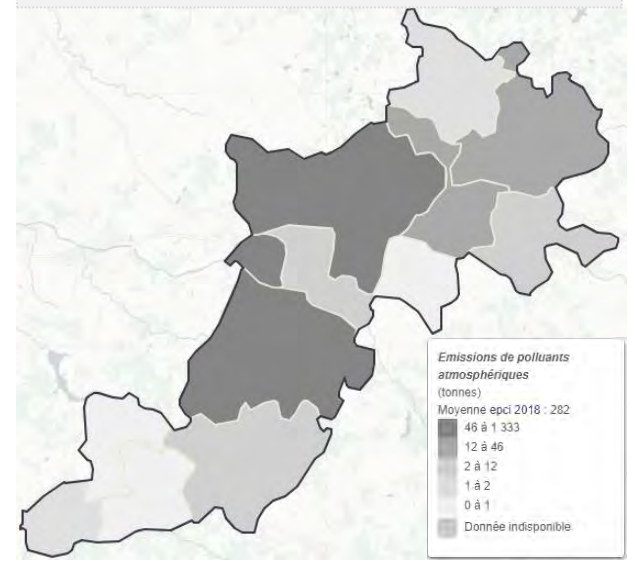 Emissions de polluants
atmosphériques
(tonnes)
Moyenne epci 2018 : 282
46 à 1 333
12 à 46
2 à 12
1 à 2
0 à 1
Donnée indisponible